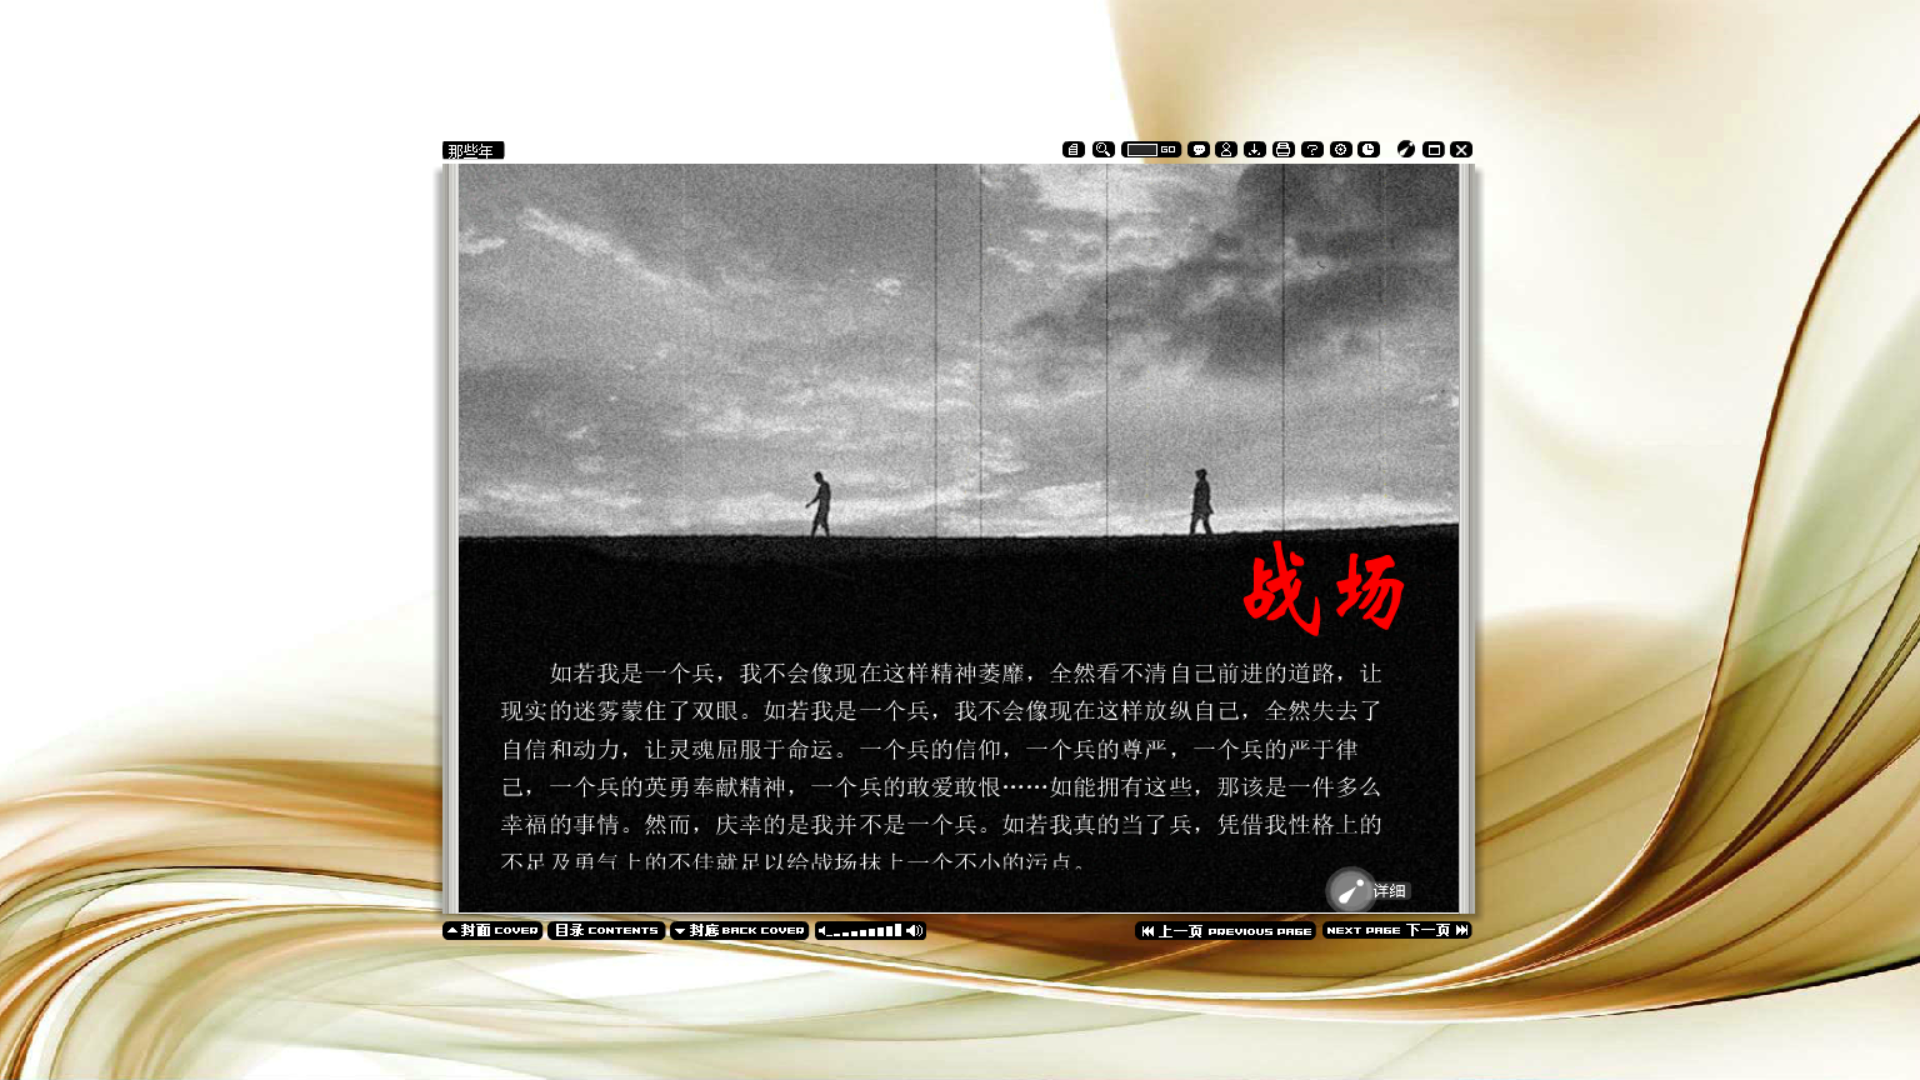 那些年
GO
战场
如若我是一个兵，我不会像现在这样精神萎靡，全然看不清自己前进的道路，让
现实的迷雾蒙住了双眼。如若我是一个兵，我不会像现在这样放纵自己，全然失去了
自信和动力，让灵魂屈服于命运。一个兵的信仰，一个兵的尊严，一个兵的严于律
己，一个兵的英勇奉献精神，一个兵的敢爱敢恨……如能拥有这些，那该是一件多么
幸福的事情。然而，庆幸的是我并不是一个兵。如若我真的当了兵，凭借我性格上的
不足及勇气上的不佳就足以给战场抹上一个不小的污点。
详细
封面 COVER 目录 CONTENTS 封底 BACK COVER 上一页 PREVIOUS PAGE NEXT PAGE 下一页